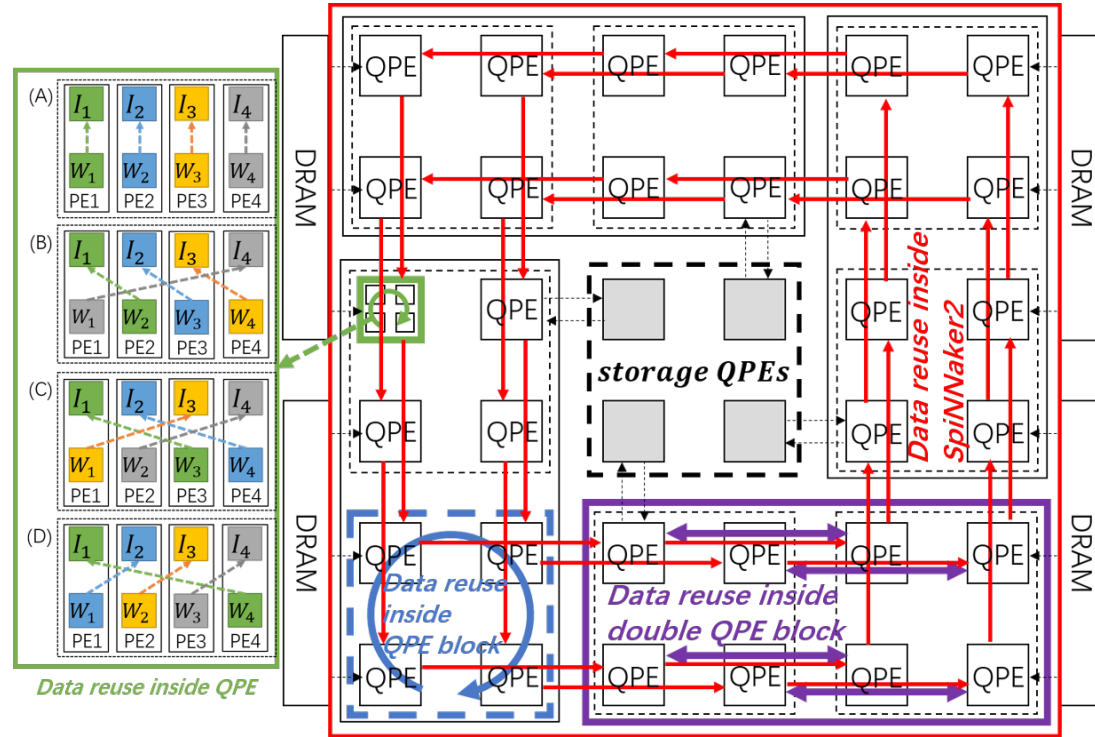 (A)
I₁ I₂ I₃ I₄
W₁ W₂ W₃ W₄
PE1 PE2 PE3 PE4
(B)
I₁ I₂ I₃ I₄
W₁ W₂ W₃ W₄
PE1 PE2 PE3 PE4
(C)
I₁ I₂ I₃ I₄
W₁ W₂ W₃ W₄
PE1 PE2 PE3 PE4
(D)
I₁ I₂ I₃ I₄
W₁ W₂ W₃ W₄
PE1 PE2 PE3 PE4
Data reuse inside QPE
DRAM
DRAM
QPE QPE QPE QPE QPE QPE
QPE QPE QPE QPE QPE QPE
QPE QPE QPE
storage QPEs
QPE QPE QPE QPE
Data reuse inside
SpiNNaker2
QPE QPE QPE QPE QPE QPE
Data reuse
inside
QPE block
Data reuse inside
double QPE block
QPE QPE QPE QPE QPE QPE
DRAM
DRAM